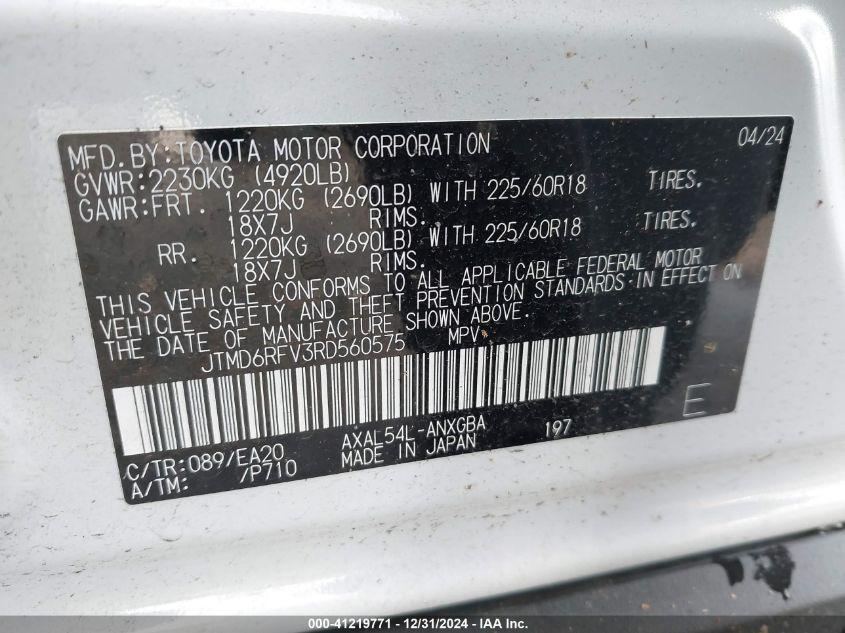 MFD.BY:TOYOTA MOTOR CORPORATION 04/24
GVWR:2230KG (4920LB)
GAWR:FRT. 1220KG (2690LB) WITH 225/60R18 TIRES.
18X7J RIMS.
RR. 1220KG (2690LB) WITH 225/60R18 TIRES.
18X7J RIMS.
THIS VEHICLE CONFORMS TO ALL APPLICABLE FEDERAL MOTOR
VEHICLE SAFETY AND THEFT PREVENTION STANDARDS IN EFFECT ON
THE DATE OF MANUFACTURE SHOWN ABOVE.
JTMD6RFV3RD560575 MPV
E
C/TR:089/EA20 AXAL54L-ANXGBA 197
A/TM: /P710 MADE IN JAPAN
000-41219771 - 12/31/2024 - IAAI Inc.